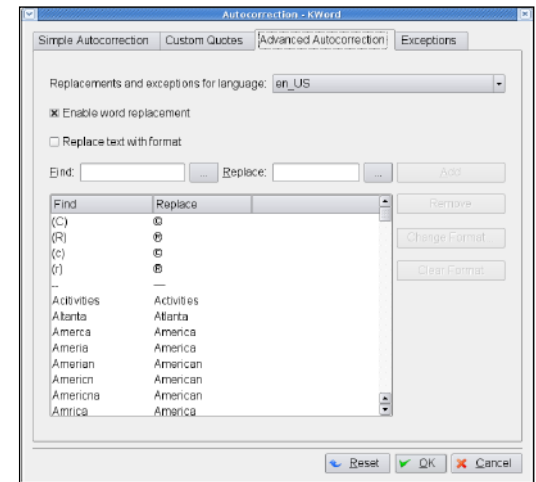 Autocorrection - KWord
Simple Autocorrection Custom Quotes Advanced Autocorrection Exceptions
Replacements and exceptions for language: en_US
Enable word replacement
Replace text with format
Find: ... Replace: ... Add
Find Replace Remove
(C) ©
(R) ® Change Format...
(c) ©
(r) ® Clear Format
-- —
Acitivities Activities
Atanta Atlanta
Amerca America
Ameria America
Amerian American
Americn American
Americna American
Amrica America
Reset OK Cancel